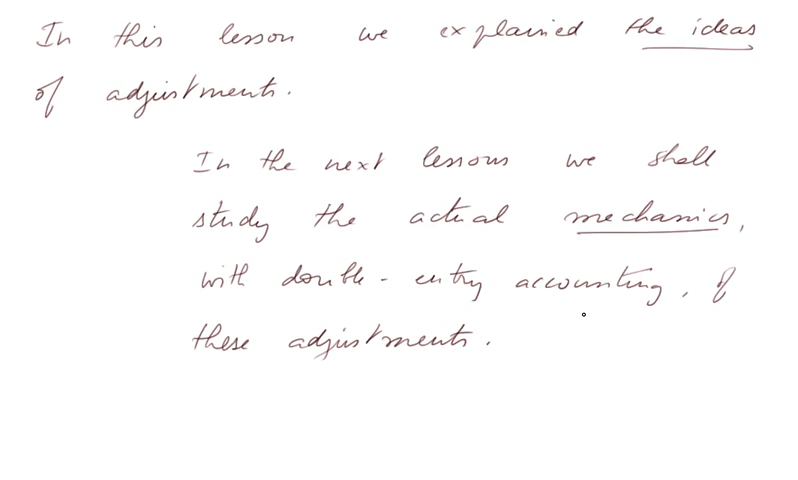 In this lesson we explained the ideas
of adjustments.
In the next lessons we shall
study the actual mechanics,
with double-entry accounting, of
these adjustments.